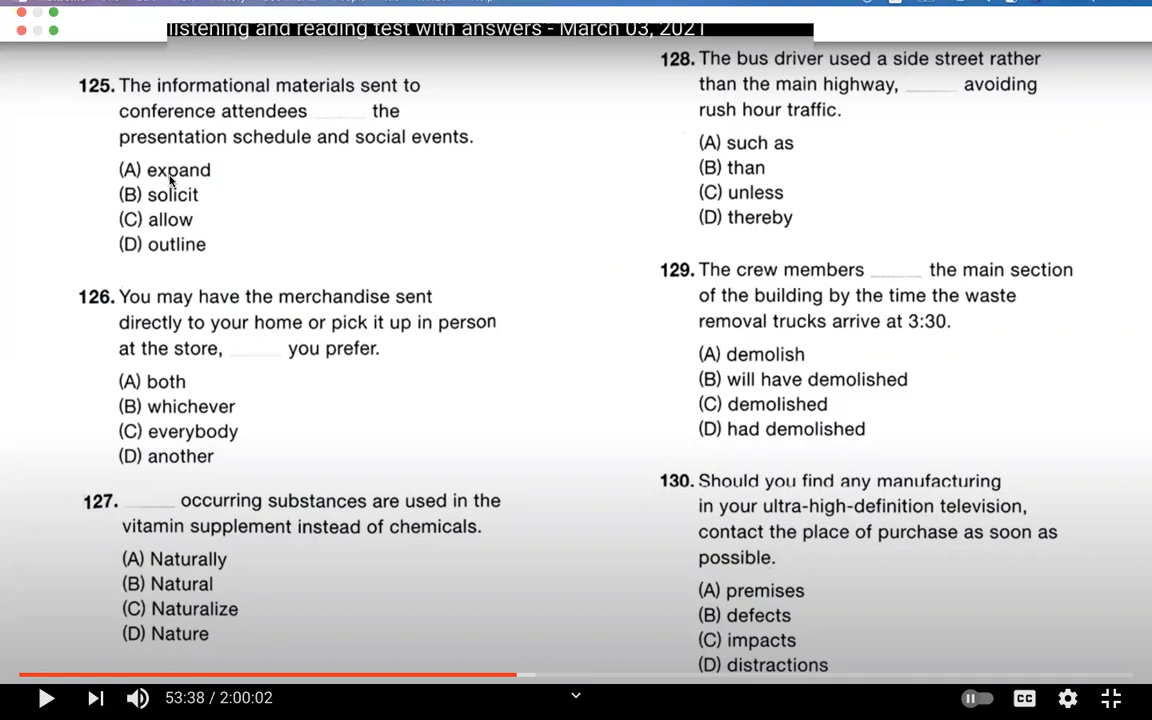 listening and reading test with answers - March 03, 2021
125. The informational materials sent to
conference attendees _____ the
presentation schedule and social events.
(A) expand
(B) solicit
(C) allow
(D) outline
126. You may have the merchandise sent
directly to your home or pick it up in person
at the store, _____ you prefer.
(A) both
(B) whichever
(C) everybody
(D) another
127. _____ occurring substances are used in the
vitamin supplement instead of chemicals.
(A) Naturally
(B) Natural
(C) Naturalize
(D) Nature
128. The bus driver used a side street rather
than the main highway, _____ avoiding
rush hour traffic.
(A) such as
(B) than
(C) unless
(D) thereby
129. The crew members _____ the main section
of the building by the time the waste
removal trucks arrive at 3:30.
(A) demolish
(B) will have demolished
(C) demolished
(D) had demolished
130. Should you find any manufacturing
in your ultra-high-definition television,
contact the place of purchase as soon as
possible.
(A) premises
(B) defects
(C) impacts
(D) distractions
53:38 / 2:00:02
CC